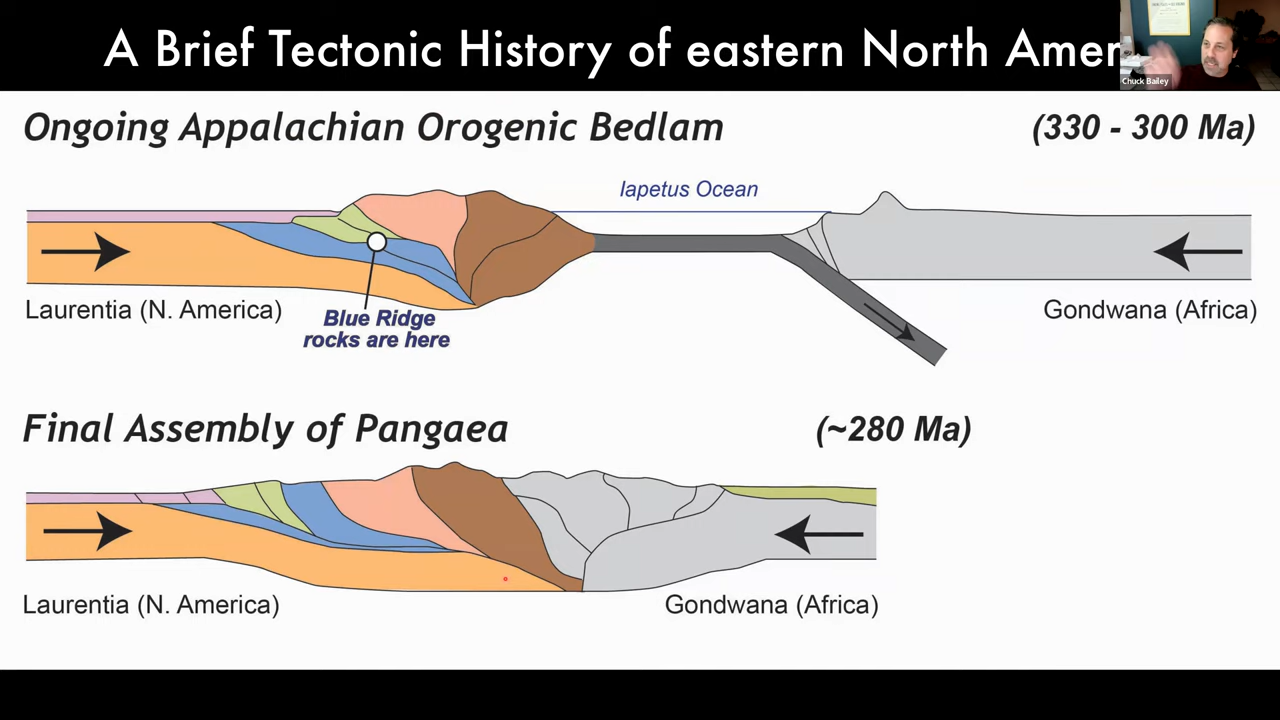 A Brief Tectonic History of eastern North Amer
Chuck Bailey
Ongoing Appalachian Orogenic Bedlam (330 - 300 Ma)
Iapetus Ocean
Laurentia (N. America)
Blue Ridge
rocks are here
Gondwana (Africa)
Final Assembly of Pangaea (~280 Ma)
Laurentia (N. America)
Gondwana (Africa)